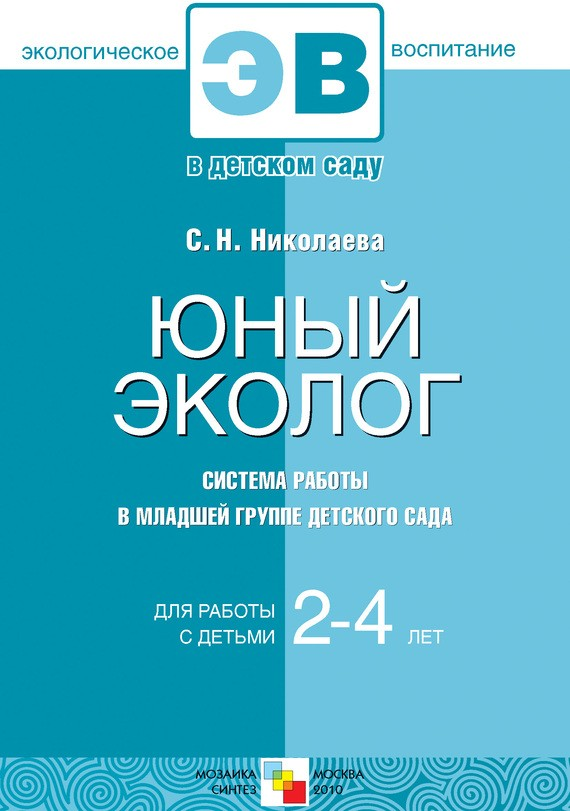 экологическое ЭВ воспитание
в детском саду
С. Н. Николаева
ЮНЫЙ
ЭКОЛОГ
СИСТЕМА РАБОТЫ
В МЛАДШЕЙ ГРУППЕ ДЕТСКОГО САДА
ДЛЯ РАБОТЫ
С ДЕТЬМИ 2-4 ЛЕТ
МОЗАИКА МОСКВА
СИНТЕЗ 2010